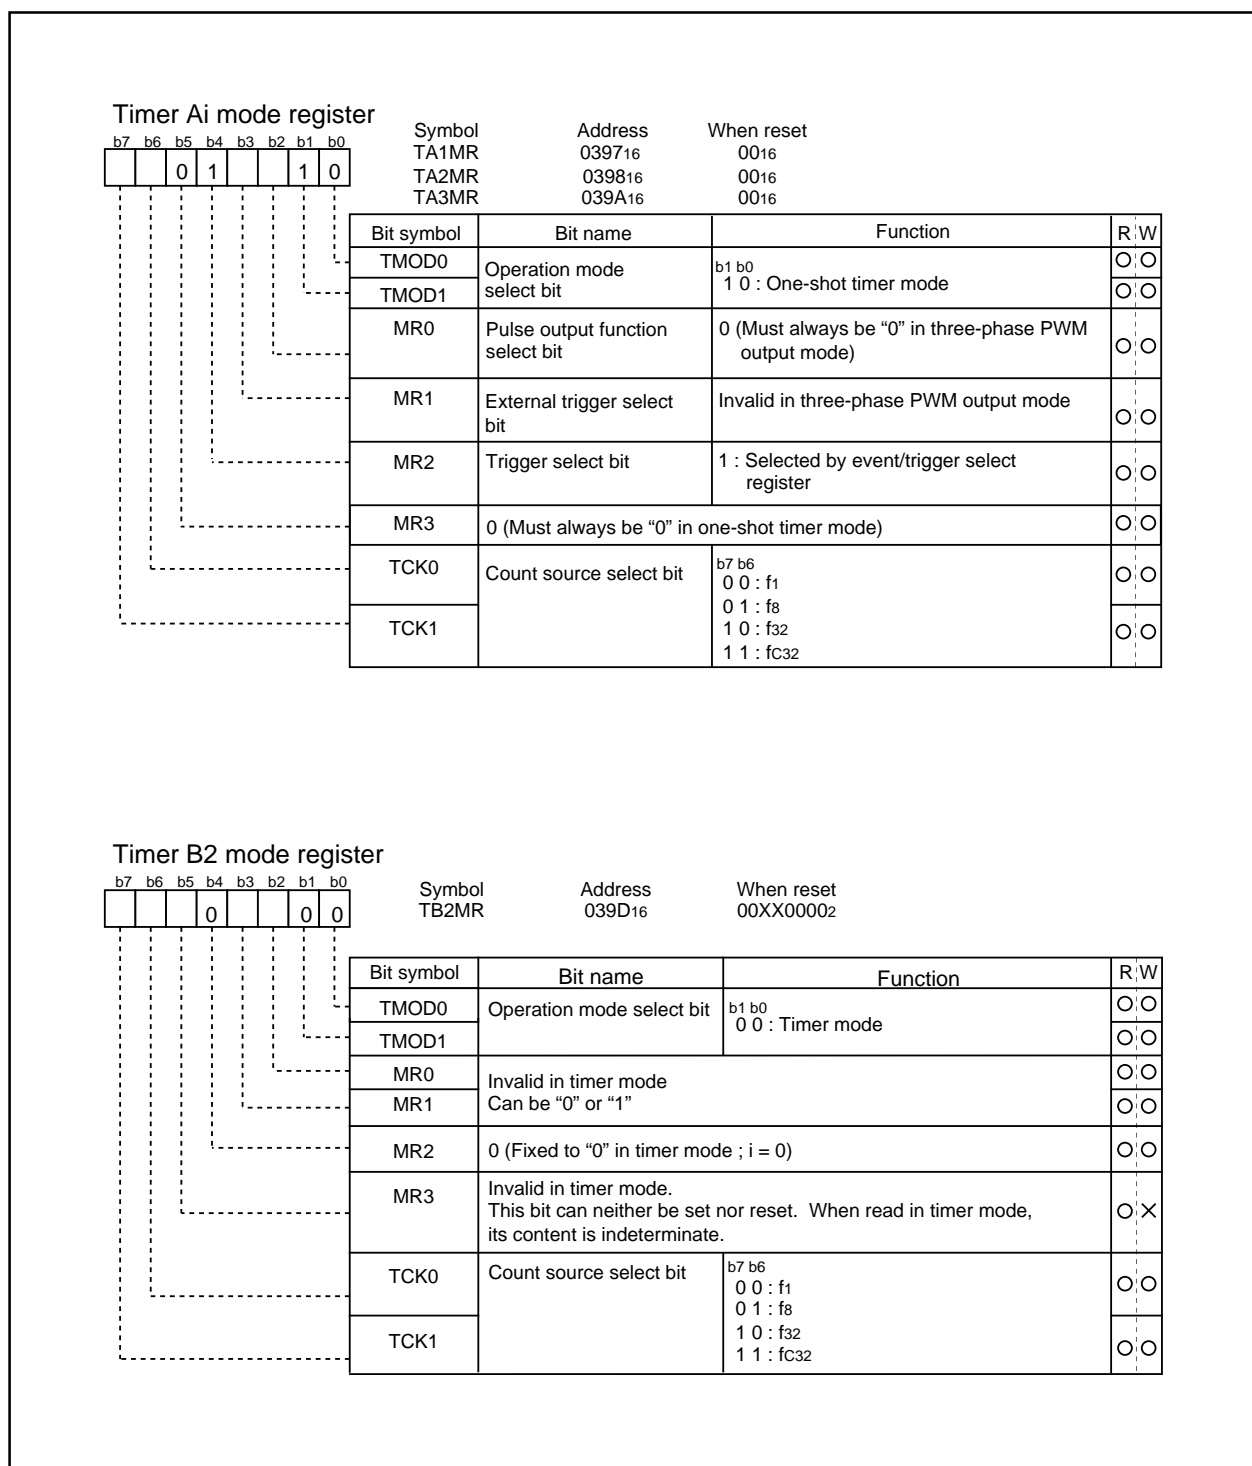 Timer Ai mode register
Symbol Address When reset
b7 b6 b5 b4 b3 b2 b1 b0
TA1MR 039716 0016
0 1 1 0
TA2MR 039816 0016
TA3MR 039A16 0016
Bit symbol Bit name Function R W
TMOD0 Operation mode select bit b1 b0
TMOD1 1 0 : One-shot timer mode
MR0 Pulse output function select bit 0 (Must always be “0” in three-phase PWM
output mode)
MR1 External trigger select bit Invalid in three-phase PWM output mode
MR2 Trigger select bit 1 : Selected by event/trigger select
register
MR3 0 (Must always be “0” in one-shot timer mode)
TCK0 Count source select bit b7 b6
0 0 : f1
0 1 : f8
TCK1 1 0 : f32
1 1 : fC32
Timer B2 mode register
b7 b6 b5 b4 b3 b2 b1 b0
Symbol Address When reset
0 0 0
TB2MR 039D16 00XX00002
Bit symbol Bit name Function R W
TMOD0 Operation mode select bit b1 b0
0 0 : Timer mode
TMOD1
MR0 Invalid in timer mode
MR1 Can be “0” or “1”
MR2 0 (Fixed to “0” in timer mode ; i = 0)
MR3 Invalid in timer mode.
This bit can neither be set nor reset. When read in timer mode,
its content is indeterminate.
TCK0 Count source select bit b7 b6
0 0 : f1
0 1 : f8
TCK1 1 0 : f32
1 1 : fC32